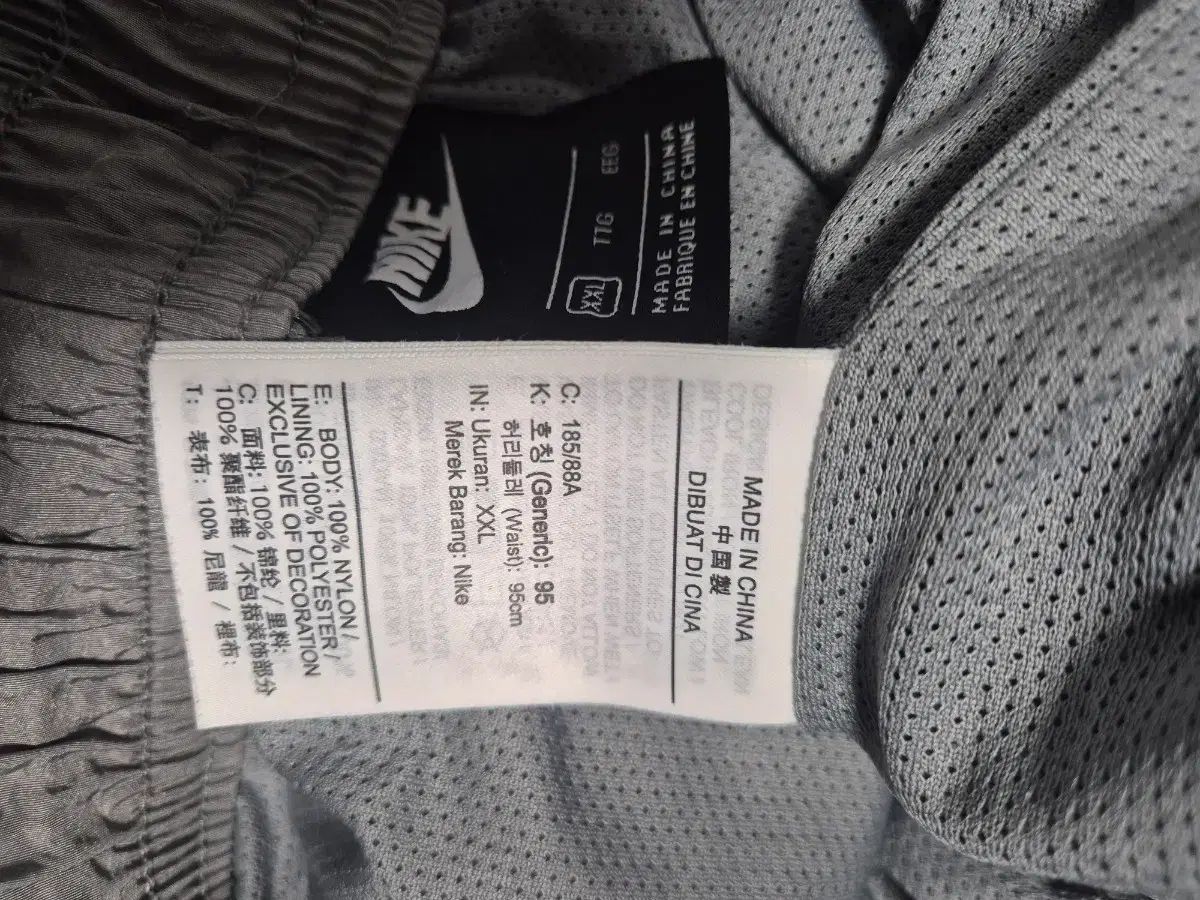 NIKE
XXL TTG EEG
MADE IN CHINA
FABRIQUE EN CHINE
MADE IN CHINA
中国製
DIBUAT DI CINA
C: 185/88A
K: 호칭 (Generic): 95
허리둘레 (Waist): 95cm
IN: Ukuran: XXL
Merek Barang: Nike
E: BODY: 100% NYLON /
LINING: 100% POLYESTER /
EXCLUSIVE OF DECORATION
C: 面料: 100% 锦纶 / 里料:
100% 聚酯纤维 / 不包括装饰部分
T: 表布: 100% 尼龍 / 裡布: